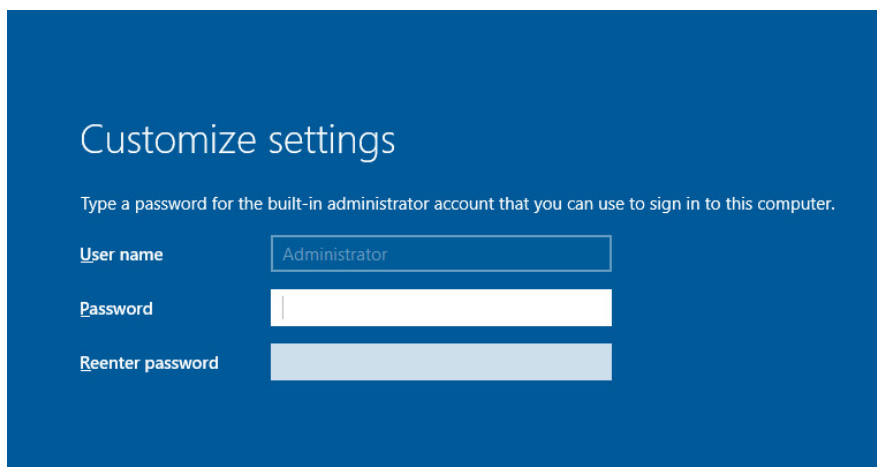 Customize settings
Type a password for the built-in administrator account that you can use to sign in to this computer.
User name
Administrator
Password
Reenter password